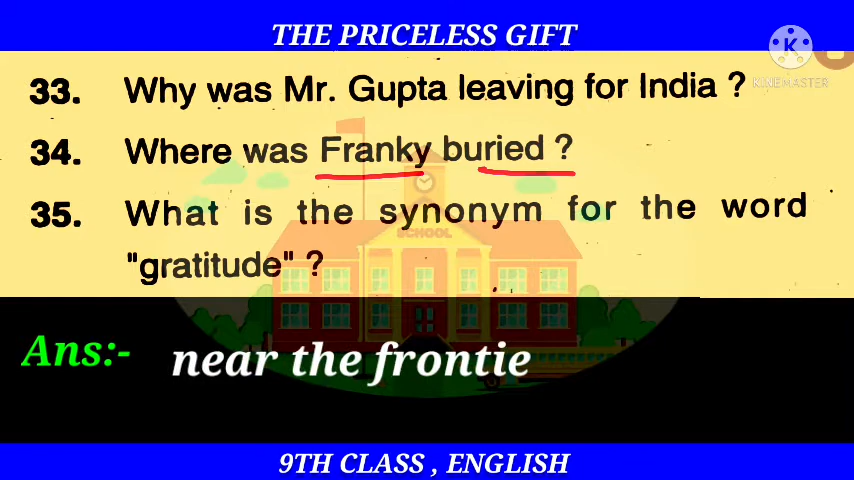 THE PRICELESS GIFT
K
KINEMASTER
33. Why was Mr. Gupta leaving for India ?
34. Where was Franky buried ?
35. What is the synonym for the word
"gratitude" ?
SCHOOL
Ans:- near the frontie
9TH CLASS , ENGLISH